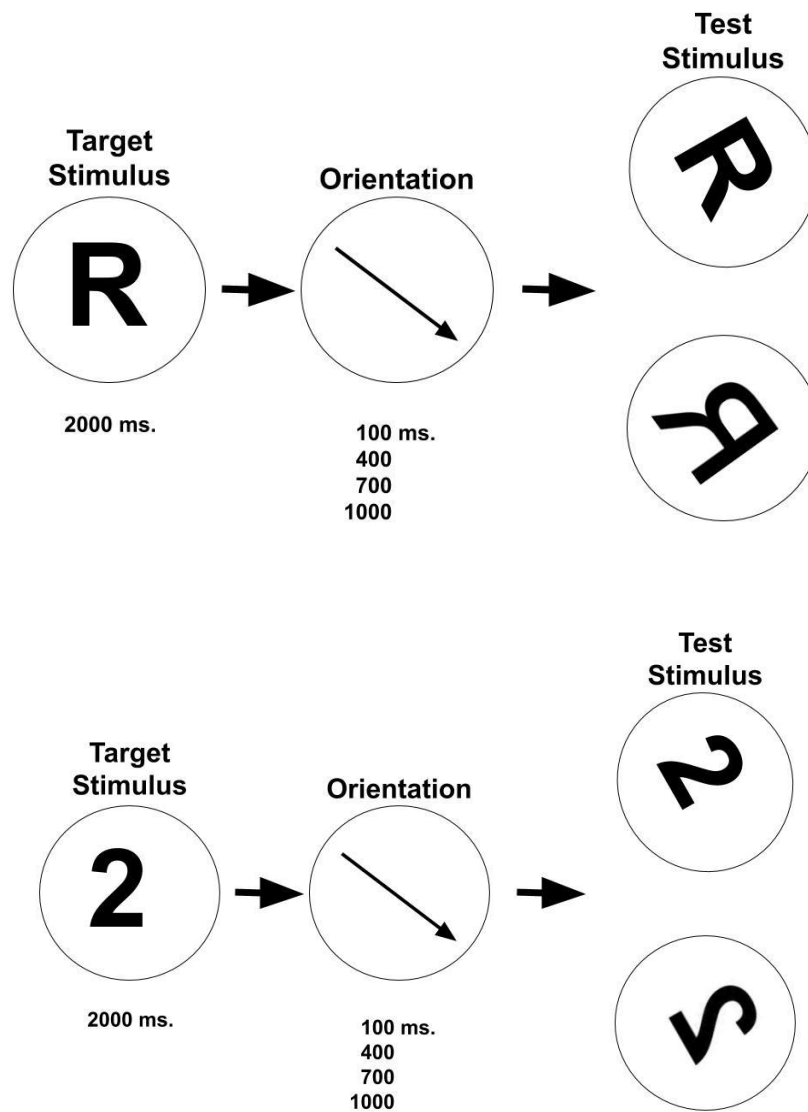 Test
Stimulus
R
Target
Stimulus
R
Orientation
R
2000 ms.
100 ms.
400
700
1000
Test
Stimulus
2
Target
Stimulus
2
Orientation
2
2000 ms.
100 ms.
400
700
1000